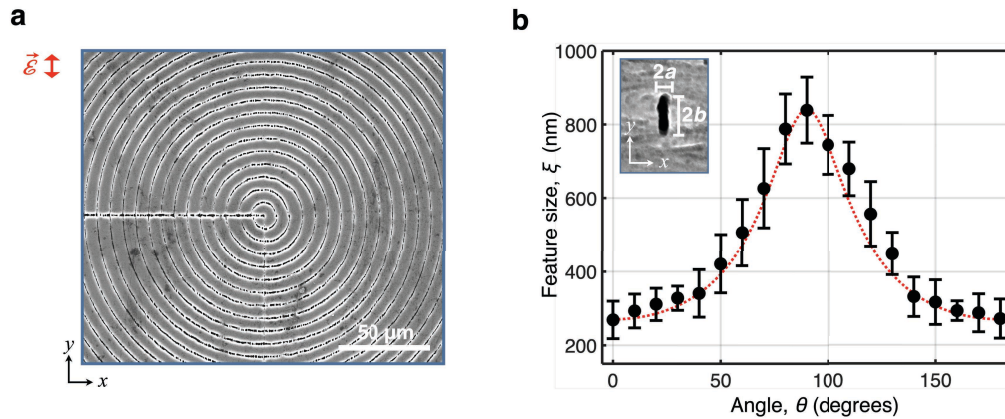 a
ℰ⃗
50 μm
y
x
b
1000
800
600
400
200
Feature size, ξ (nm)
2a
2b
y
x
0
50
100
150
Angle, θ (degrees)